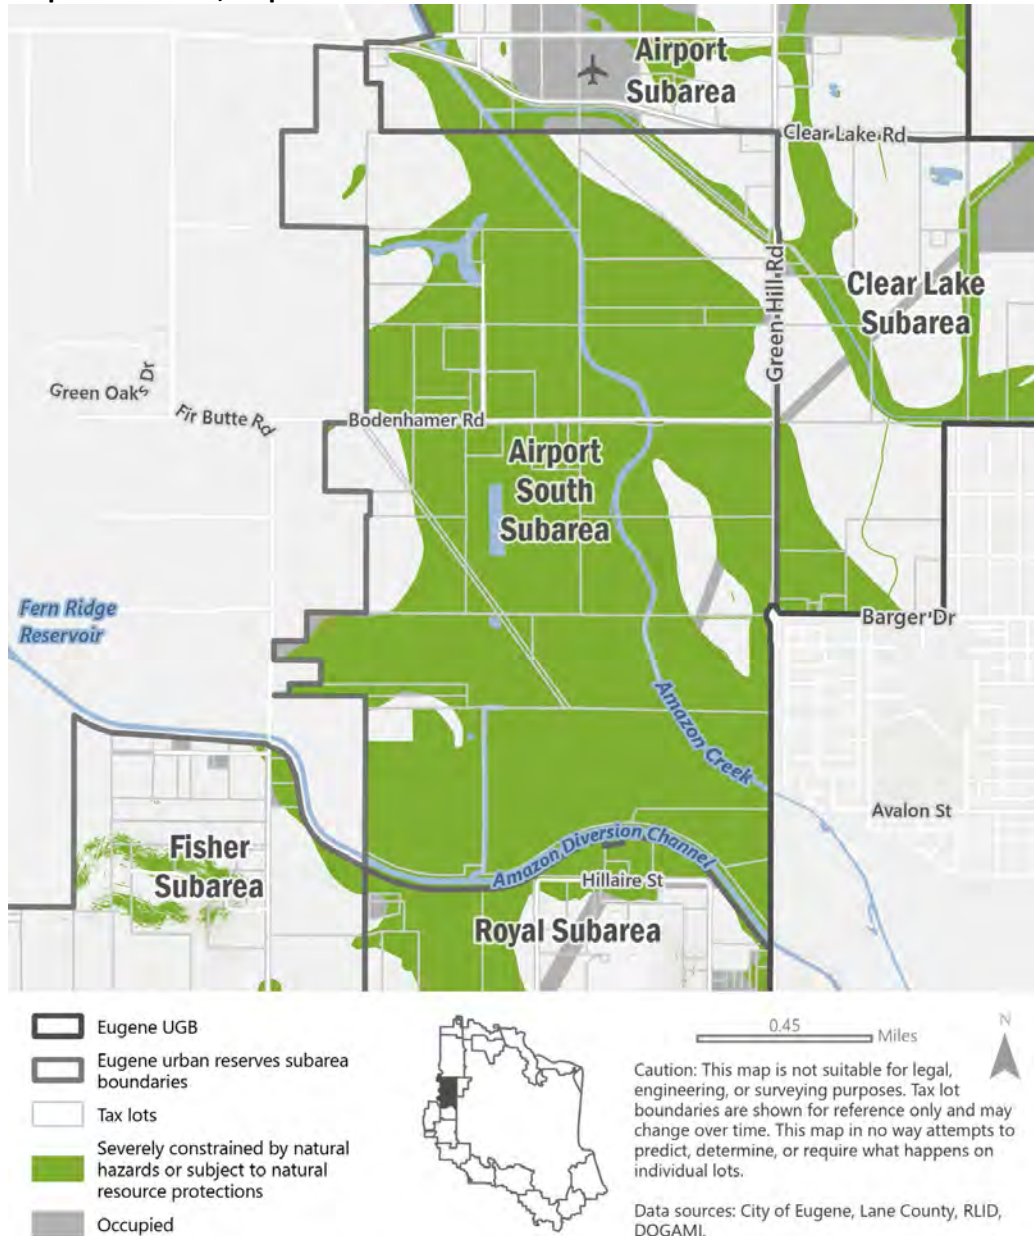 Airport
Subarea
Clear Lake Rd
Green Hill Rd
Clear Lake
Subarea
Green Oaks Dr
Fir Butte Rd
Bodenhamer Rd
Airport
South
Subarea
Fern Ridge
Reservoir
Barger Dr
Amazon Creek
Avalon St
Fisher
Subarea
Amazon Diversion Channel
Hillaire St
Royal Subarea
Eugene UGB
Eugene urban reserves subarea
boundaries
Tax lots
Severely constrained by natural
hazards or subject to natural
resource protections
Occupied
0.45
Miles
N
Caution: This map is not suitable for legal,
engineering, or surveying purposes. Tax lot
boundaries are shown for reference only and may
change over time. This map in no way attempts to
predict, determine, or require what happens on
individual lots.
Data sources: City of Eugene, Lane County, RLID,
DOGAMI.